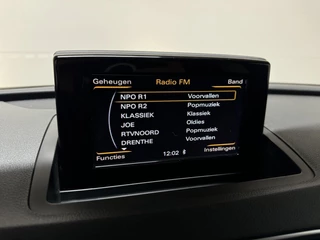 Geheugen Radio FM Band
NPO R1 Voorvallen
NPO R2 Popmuziek
KLASSIEK Klassiek
JOE Oldies
RTVNOORD Popmuziek
DRENTHE Voorvallen
Functies 12:02 Instellingen